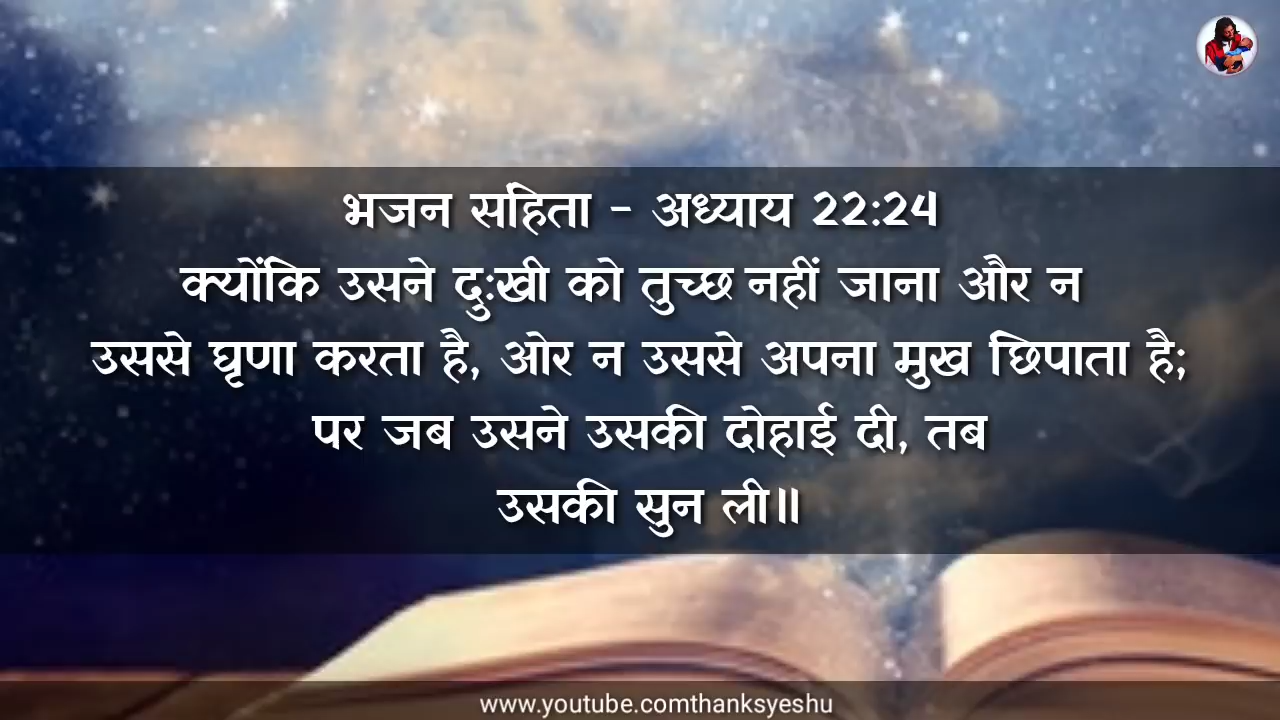 भजन सहिंता - अध्याय 22:24
क्योंकि उसने दुःखी को तुच्छ नहीं जाना और न
उससे घृणा करता है, ओर न उससे अपना मुख छिपाता है;
पर जब उसने उसकी दोहाई दी, तब
उसकी सुन ली॥
www.youtube.comthanksyeshu